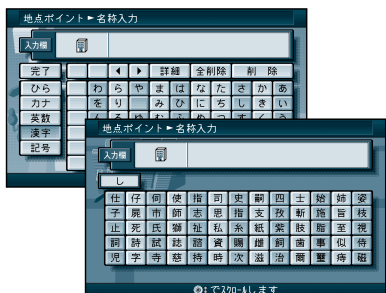 地点ポイント►名称入力
入力欄
完了 ◀ ▶ 詳細 全削除 削 除
ひら わ ら や ま は な た さ か あ
カナ を り み ひ に ち し き い
英数
漢字
記号
地点ポイント►名称入力
入力欄
し
仕 仔 伺 使 指 司 史 嗣 四 士 始 姉 姿
子 屍 市 師 志 思 指 支 孜 斯 施 旨 枝
止 死 氏 獅 祉 私 糸 紙 紫 肢 脂 至 視
詞 詩 試 誌 諮 資 賜 雌 飼 歯 事 似 侍
児 字 寺 慈 持 時 次 滋 治 爾 璽 痔 磁
:でスクロールします